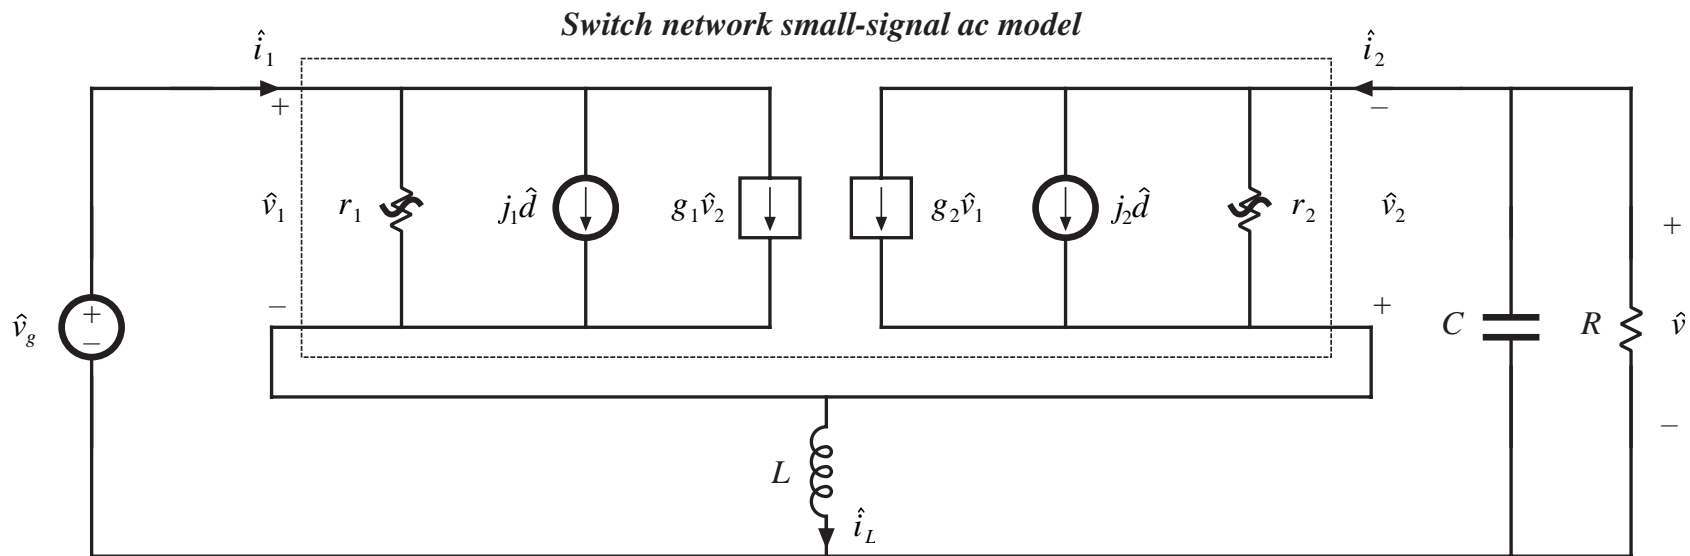 Switch network small-signal ac model
î₁
î₂
+
−
v̂₁
r₁
j₁d̂
g₁v̂₂
g₂v̂₁
j₂d̂
r₂
v̂₂
+
−
+
v̂g
+
−
C
R
v̂
−
L
îL